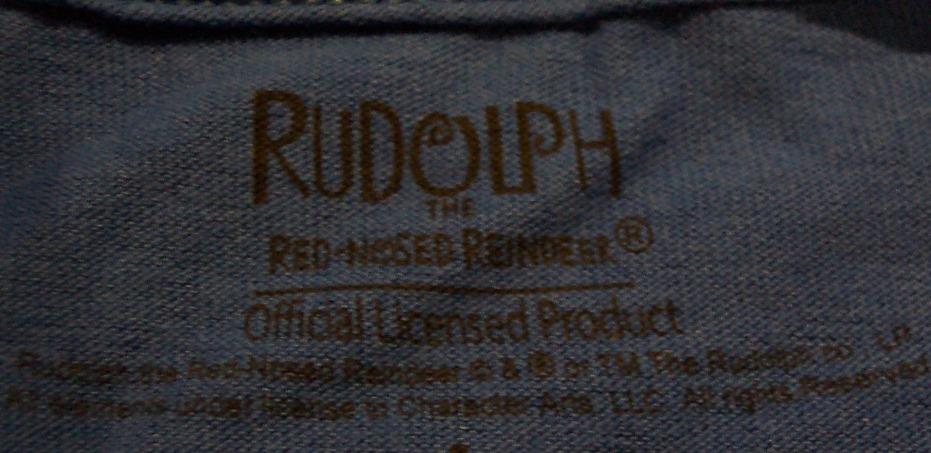 RUDOLPH
THE
RED-NOSED REINDEER®
Official Licensed Product
Rudolph the Red-Nosed Reindeer © & ® or TM The Rudolph Co., L.P.
All elements under license to Character Arts, LLC. All rights Reserved